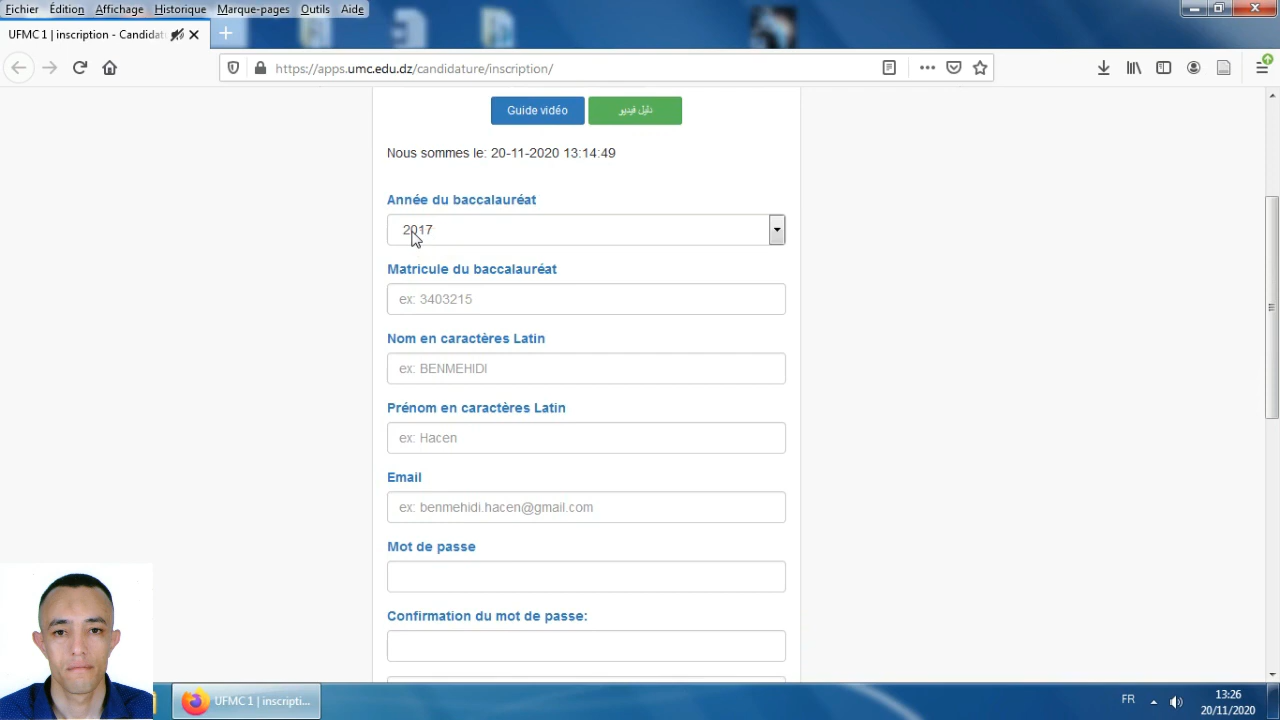 Fichier Édition Affichage Historique Marque-pages Outils Aide
UFMC 1 | inscription - Candidat
https://apps.umc.edu.dz/candidature/inscription/
Guide vidéo دليل فيديو
Nous sommes le: 20-11-2020 13:14:49
Année du baccalauréat
2017
Matricule du baccalauréat
ex: 3403215
Nom en caractères Latin
ex: BENMEHIDI
Prénom en caractères Latin
ex: Hacen
Email
ex: benmehidi.hacen@gmail.com
Mot de passe
Confirmation du mot de passe:
UFMC 1 | inscripti...
FR
13:26
20/11/2020